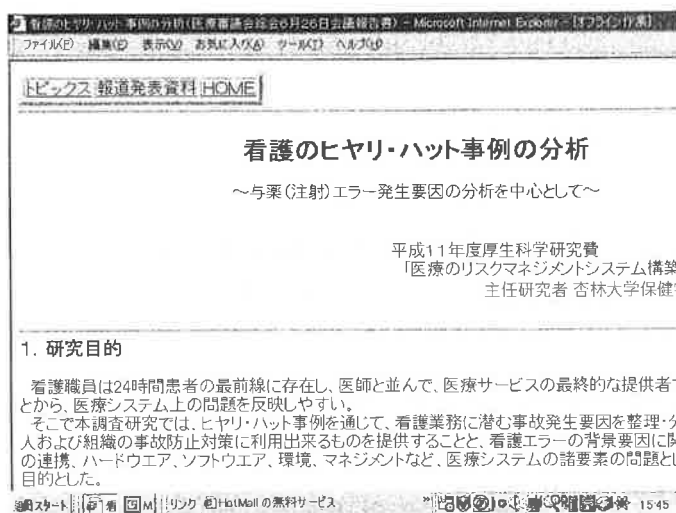 看護のヒヤリ・ハット事例の分析(医療審議会総会6月26日会議報告書) - Microsoft Internet Explorer - [オフライン作業]
ファイル(F) 編集(E) 表示(V) お気に入り(A) ツール(T) ヘルプ(H)
トピックス 報道発表資料 HOME
看護のヒヤリ・ハット事例の分析
～与薬(注射)エラー発生要因の分析を中心として～
平成11年度厚生科学研究費
「医療のリスクマネジメントシステム構築
主任研究者 杏林大学保健
1. 研究目的
看護職員は24時間患者の最前線に存在し、医師と並んで、医療サービスの最終的な提供者で
とから、医療システム上の問題を反映しやすい。
そこで本調査研究では、ヒヤリ・ハット事例を通じて、看護業務に潜む事故発生要因を整理・分
人および組織の事故防止対策に利用出来るものを提供することと、看護エラーの背景要因に関
の連携、ハードウエア、ソフトウエア、環境、マネジメントなど、医療システムの諸要素の問題とし
目的とした。
スタート 看 M リンク HotMail の無料サービス » 15:45